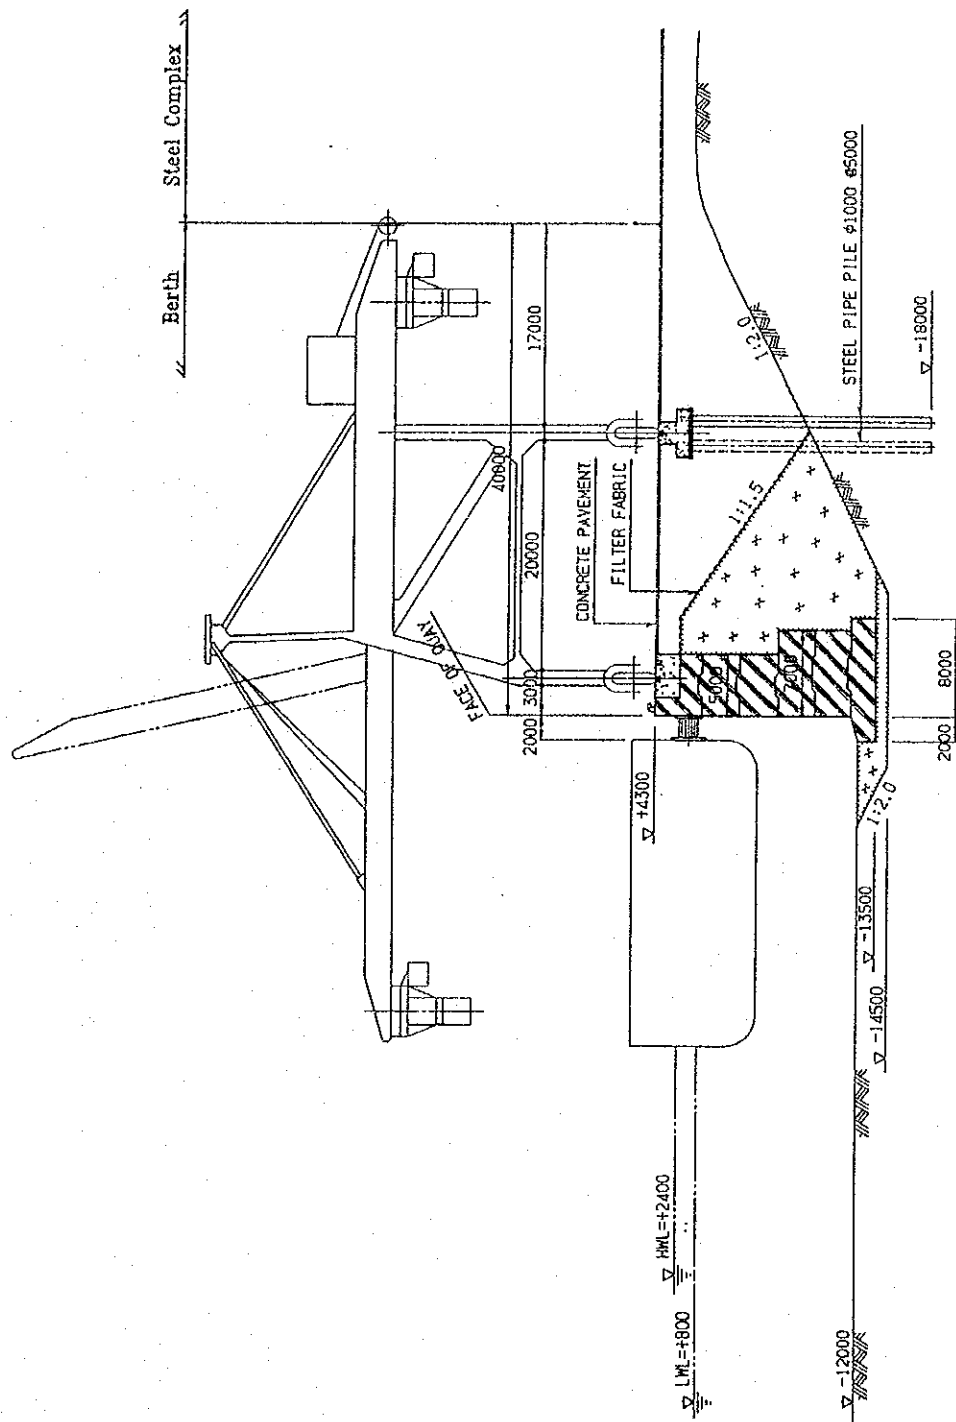 Berth
Steel Complex
17000
40000
20000
3000
2000
FACE OF QUAY
CONCRETE PAVEMENT
FILTER FABRIC
1:1.5
1:2.0
STEEL PIPE PILE φ1000 @5000
-18000
+4300
5000
7000
8000
2000
1:2.0
-13500
-14500
HWL=+2400
LWL=+800
-12000